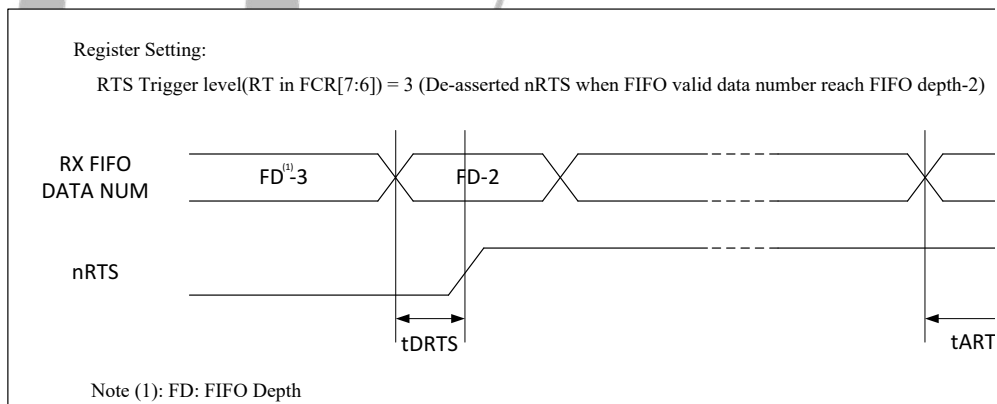 Register Setting:
RTS Trigger level(RT in FCR[7:6]) = 3 (De-asserted nRTS when FIFO valid data number reach FIFO depth-2)
RX FIFO
DATA NUM
FD(1)-3
FD-2
nRTS
tDRTS
tART
Note (1): FD: FIFO Depth